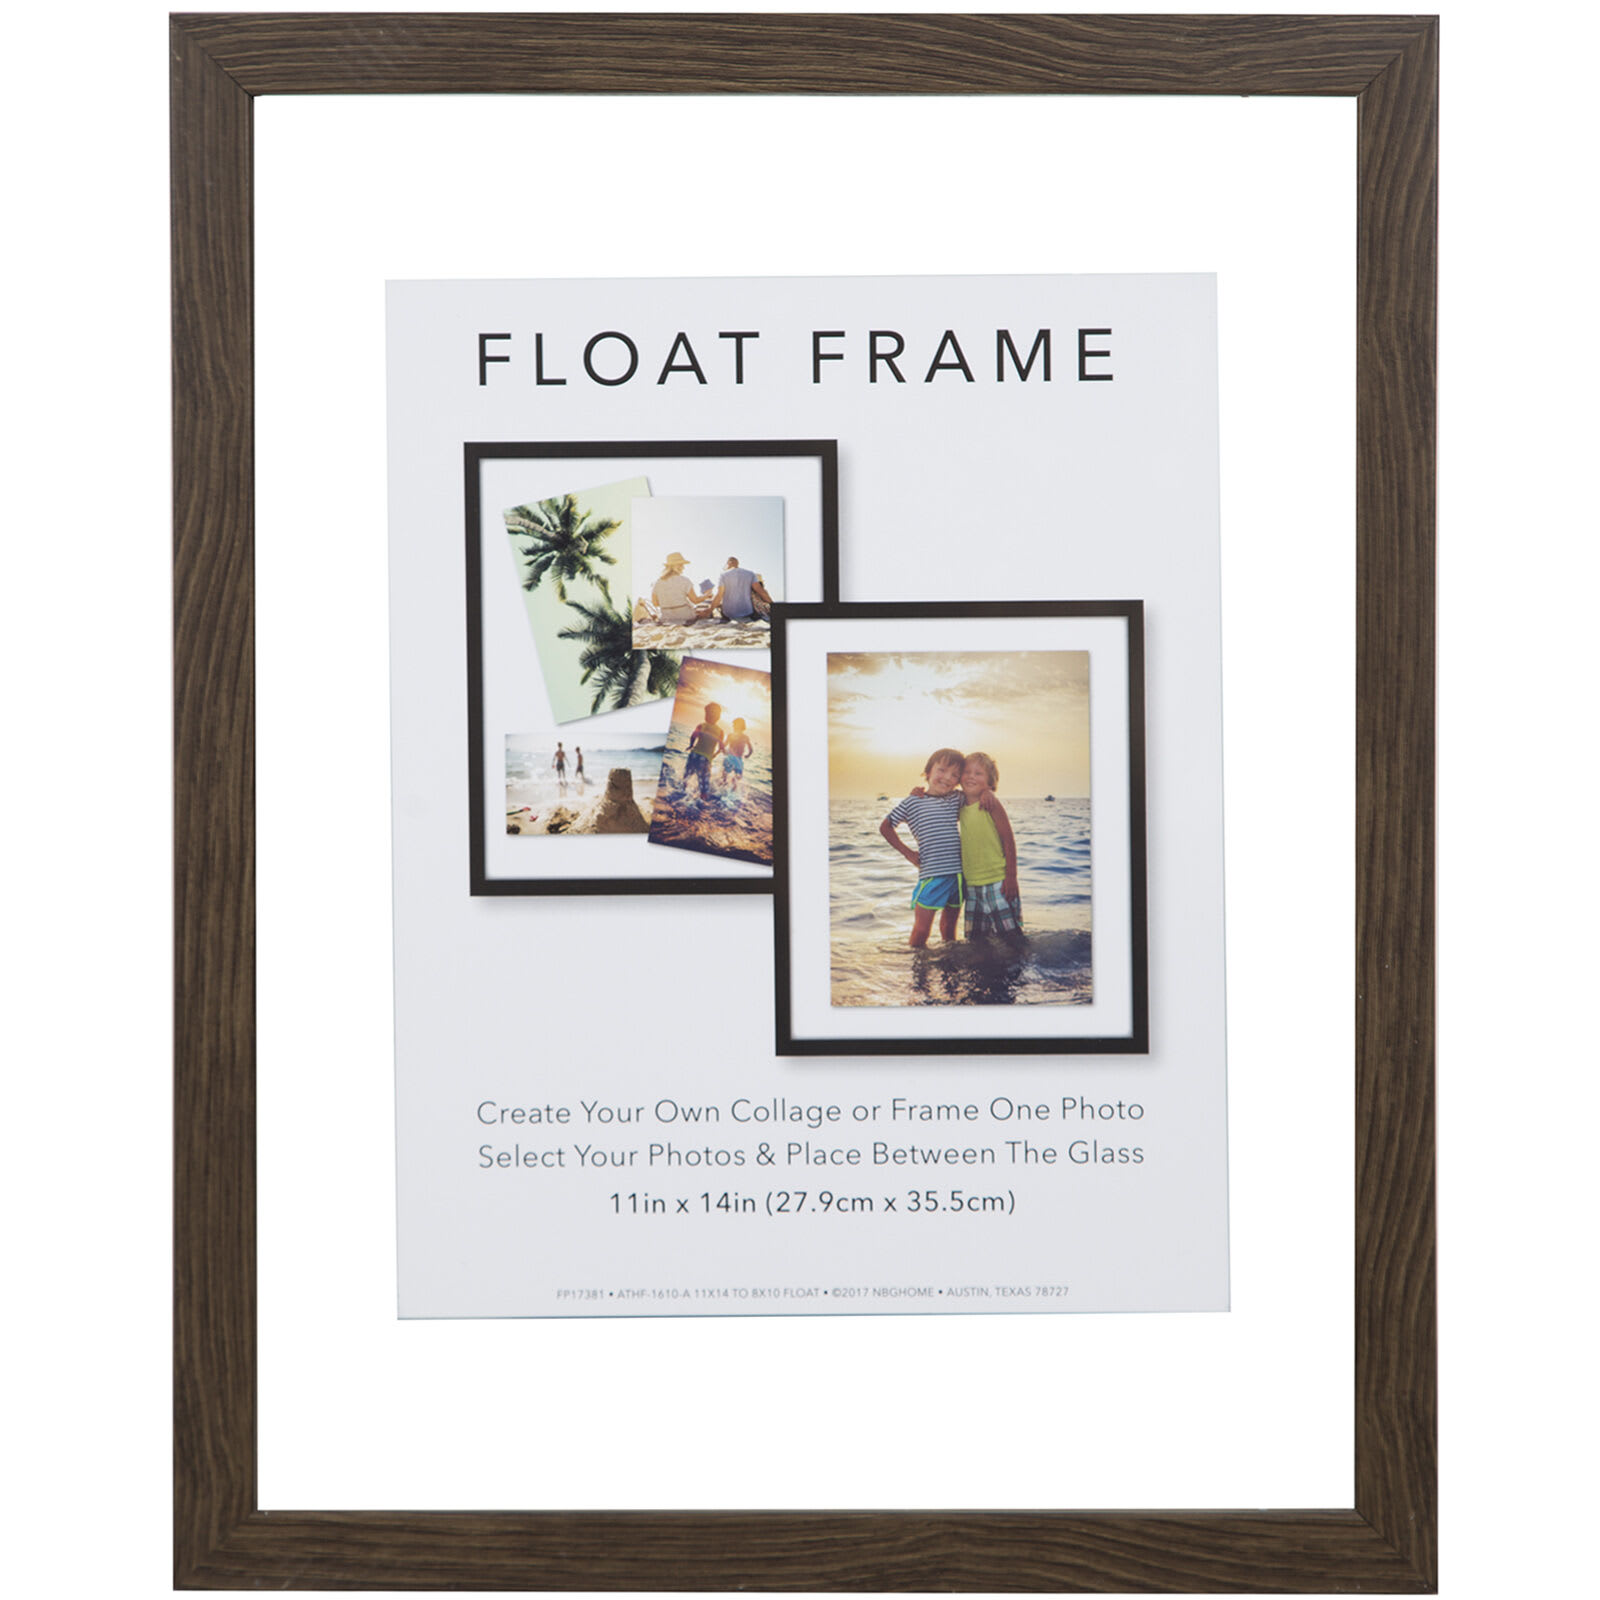 FLOAT FRAME
Create Your Own Collage or Frame One Photo
Select Your Photos & Place Between The Glass
11in x 14in (27.9cm x 35.5cm)
FP17381 • ATHF-1610-A 11X14 TO 8X10 FLOAT • ©2017 NBGHOME • AUSTIN, TEXAS 78727